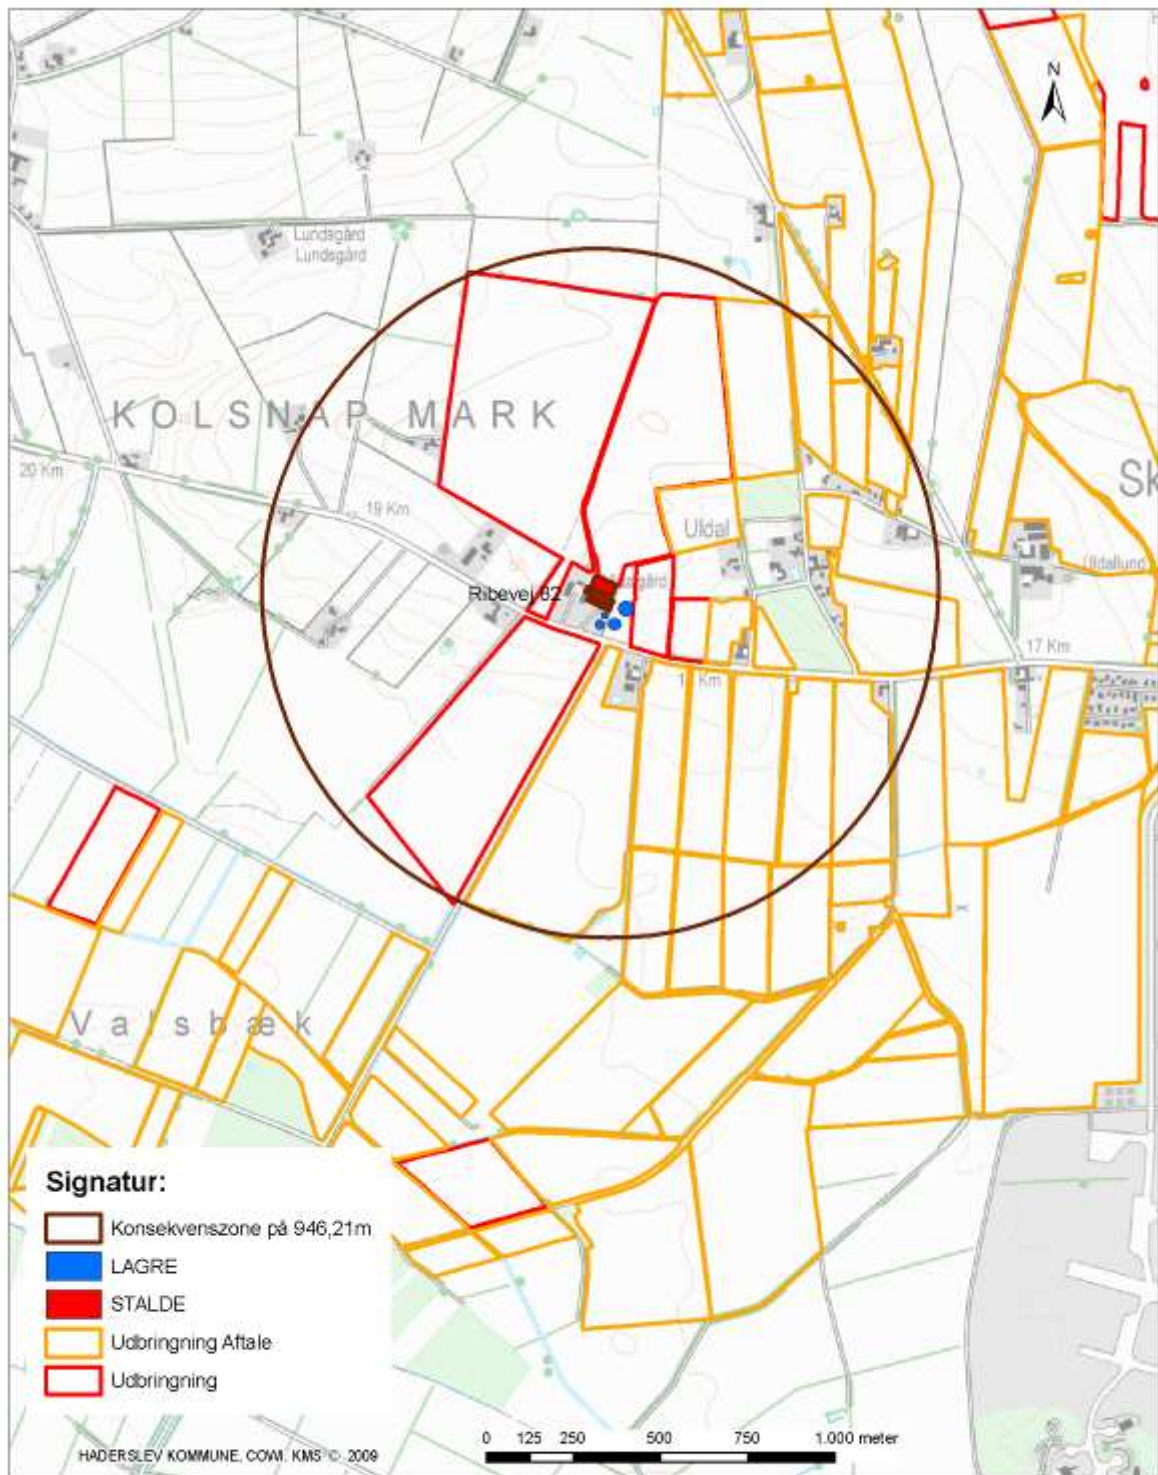 N
Lundsgård
Lundsgård
KOLSNAP MARK
Sk
20 Km
19 Km
Uldal
Uldallund
Ribevej 82
17 Km
Valsbæk
Signatur:
Konsekvenszone på 946,21m
LAGRE
STALDE
Udbringning Aftale
Udbringning
0 125 250 500 750 1.000 meter
HADERSLEV KOMMUNE, COWI, KMS © 2009